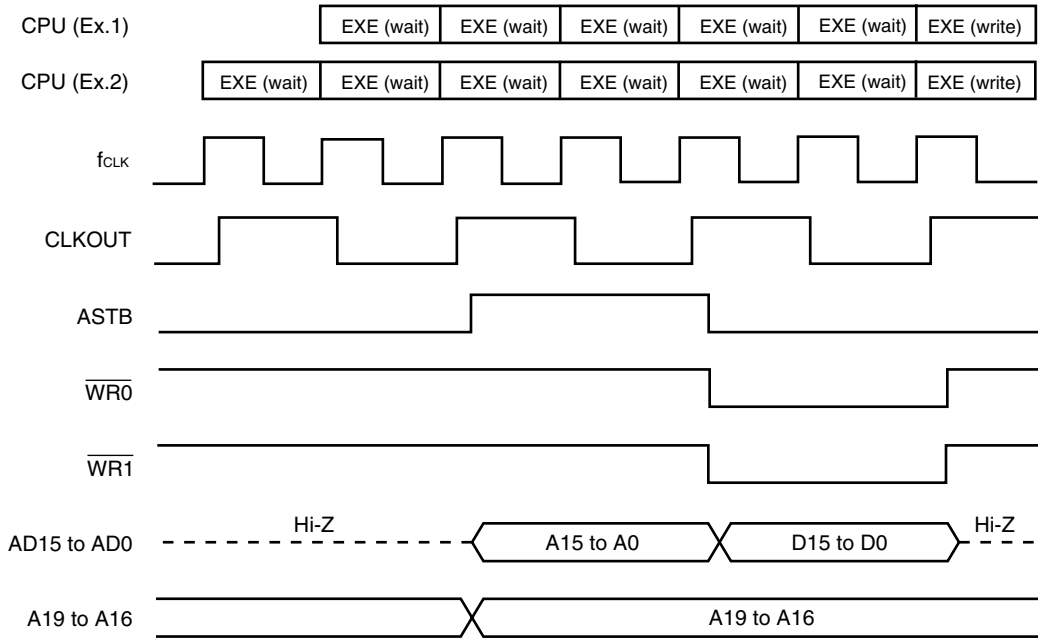 CPU (Ex.1) EXE (wait) EXE (wait) EXE (wait) EXE (wait) EXE (wait) EXE (write)
CPU (Ex.2) EXE (wait) EXE (wait) EXE (wait) EXE (wait) EXE (wait) EXE (wait) EXE (write)
fCLK
CLKOUT
ASTB
WR0
WR1
AD15 to AD0 Hi-Z A15 to A0 D15 to D0 Hi-Z
A19 to A16 A19 to A16